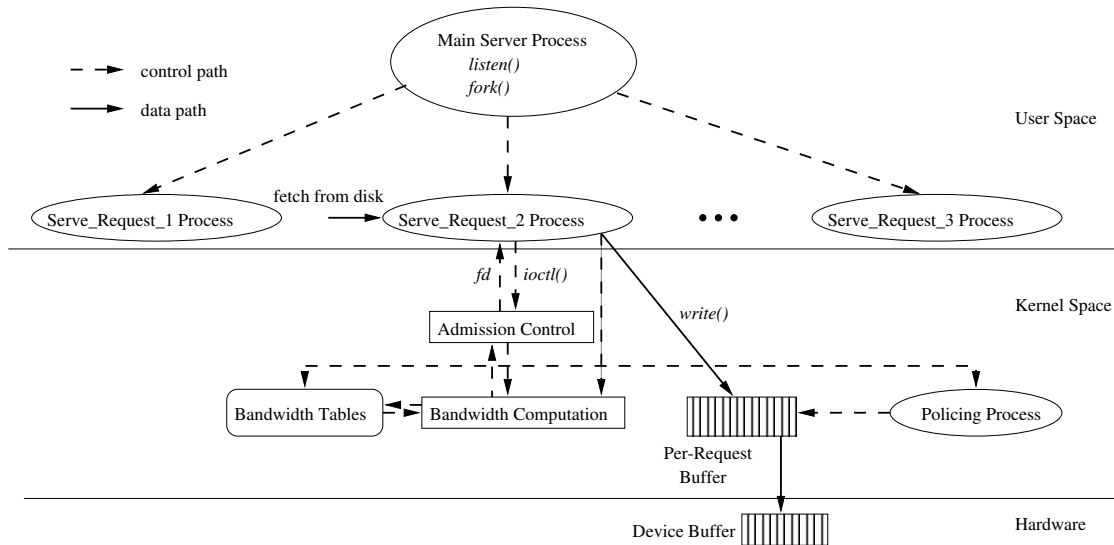 Main Server Process
listen()
fork()
control path
data path
User Space
fetch from disk
Serve_Request_1 Process
Serve_Request_2 Process
Serve_Request_3 Process
fd
ioctl()
Kernel Space
write()
Admission Control
Bandwidth Tables
Bandwidth Computation
Policing Process
Per-Request
Buffer
Device Buffer
Hardware